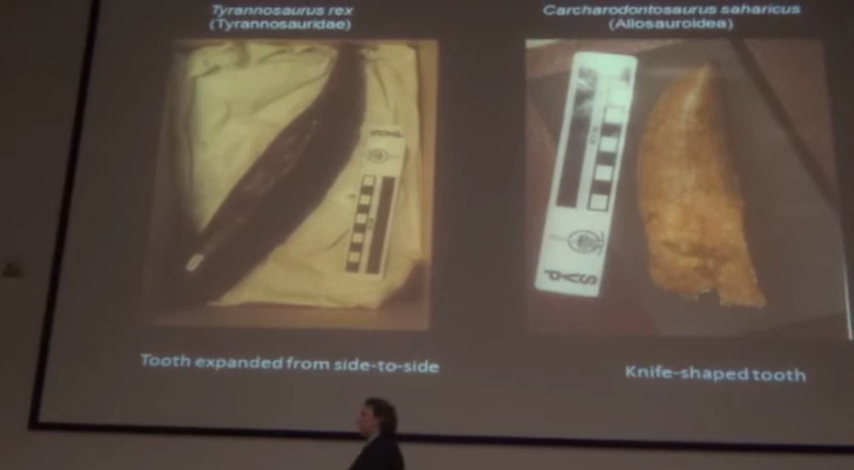 Tyrannosaurus rex
(Tyrannosauridae)
Carcharodontosaurus saharicus
(Allosauroidea)
Tooth expanded from side-to-side
Knife-shaped tooth